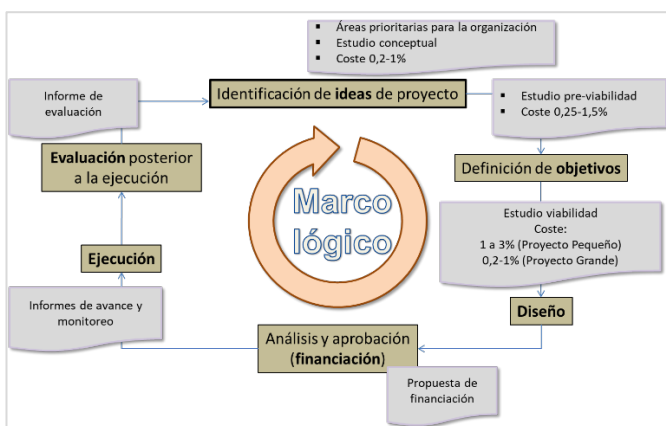 ▪ Áreas prioritarias para la organización
▪ Estudio conceptual
▪ Coste 0,2-1%
Identificación de ideas de proyecto
▪ Estudio pre-viabilidad
▪ Coste 0,25-1,5%
Definición de objetivos
Estudio viabilidad
Coste:
1 a 3% (Proyecto Pequeño)
0,2-1% (Proyecto Grande)
Diseño
Análisis y aprobación
(financiación)
Propuesta de
financiación
Informes de avance y
monitoreo
Ejecución
Evaluación posterior
a la ejecución
Informe de
evaluación
Marco
lógico